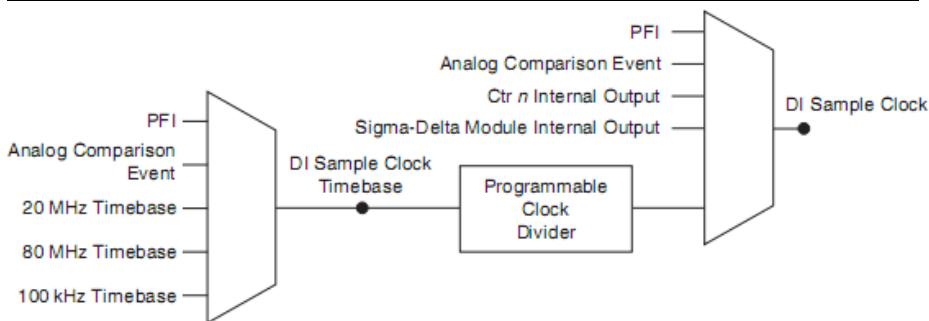 PFI
Analog Comparison Event
Ctr n Internal Output
Sigma-Delta Module Internal Output
DI Sample Clock
PFI
Analog Comparison
Event
20 MHz Timebase
80 MHz Timebase
100 kHz Timebase
DI Sample Clock
Timebase
Programmable
Clock
Divider